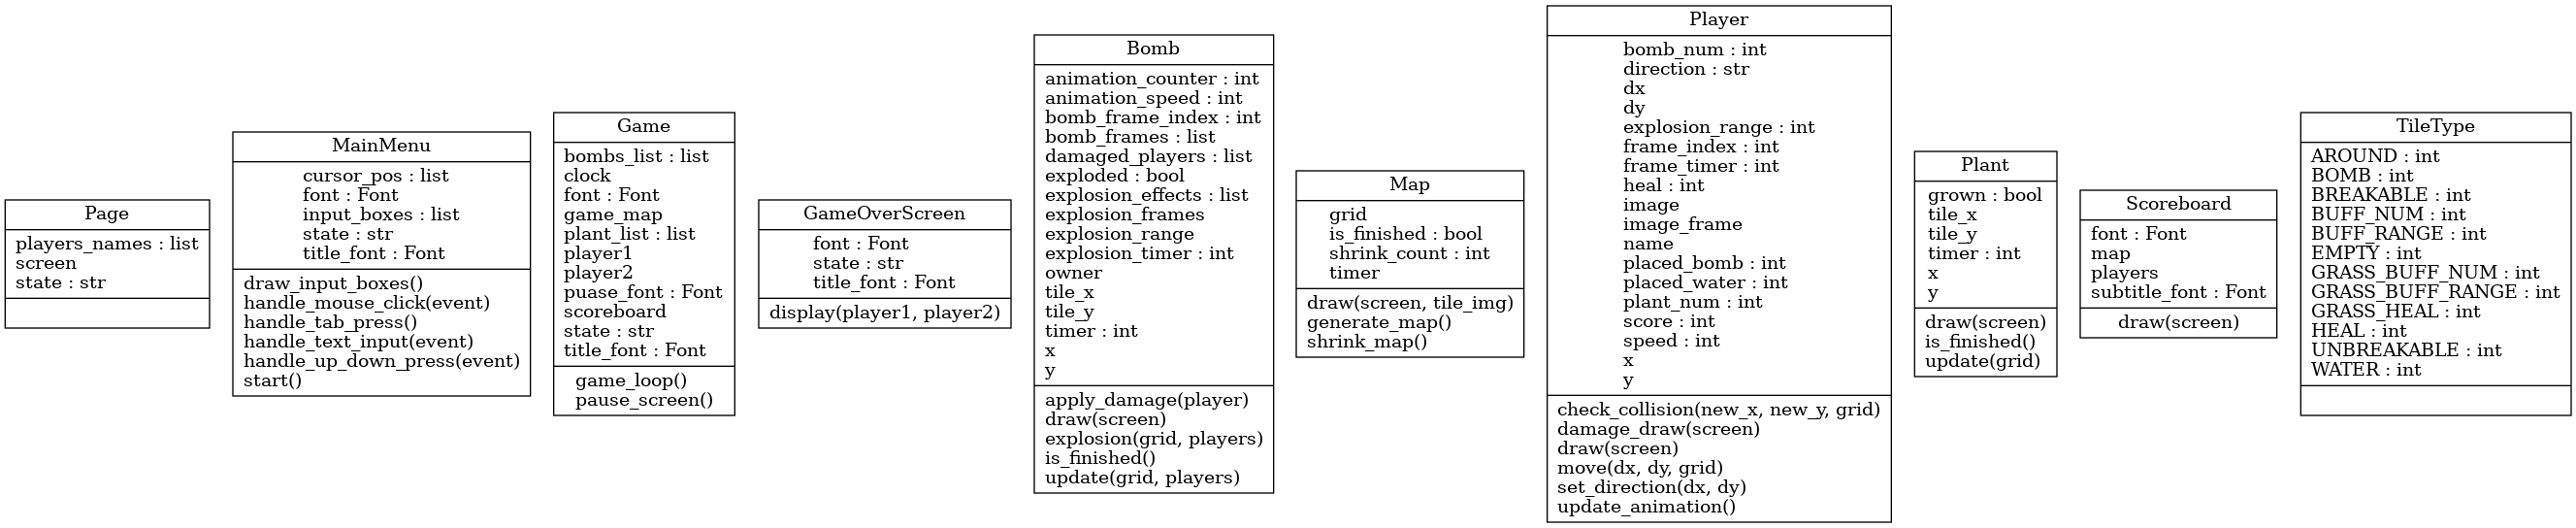 Page
players_names : list
screen
state : str
MainMenu
cursor_pos : list
font : Font
input_boxes : list
state : str
title_font : Font
draw_input_boxes()
handle_mouse_click(event)
handle_tab_press()
handle_text_input(event)
handle_up_down_press(event)
start()
Game
bombs_list : list
clock
font : Font
game_map
plant_list : list
player1
player2
puase_font : Font
scoreboard
state : str
title_font : Font
game_loop()
pause_screen()
GameOverScreen
font : Font
state : str
title_font : Font
display(player1, player2)
Bomb
animation_counter : int
animation_speed : int
bomb_frame_index : int
bomb_frames : list
damaged_players : list
exploded : bool
explosion_effects : list
explosion_frames
explosion_range
explosion_timer : int
owner
tile_x
tile_y
timer : int
x
y
apply_damage(player)
draw(screen)
explosion(grid, players)
is_finished()
update(grid, players)
Map
grid
is_finished : bool
shrink_count : int
timer
draw(screen, tile_img)
generate_map()
shrink_map()
Player
bomb_num : int
direction : str
dx
dy
explosion_range : int
frame_index : int
frame_timer : int
heal : int
image
image_frame
name
placed_bomb : int
placed_water : int
plant_num : int
score : int
speed : int
x
y
check_collision(new_x, new_y, grid)
damage_draw(screen)
draw(screen)
move(dx, dy, grid)
set_direction(dx, dy)
update_animation()
Plant
grown : bool
tile_x
tile_y
timer : int
x
y
draw(screen)
is_finished()
update(grid)
Scoreboard
font : Font
map
players
subtitle_font : Font
draw(screen)
TileType
AROUND : int
BOMB : int
BREAKABLE : int
BUFF_NUM : int
BUFF_RANGE : int
EMPTY : int
GRASS_BUFF_NUM : int
GRASS_BUFF_RANGE : int
GRASS_HEAL : int
HEAL : int
UNBREAKABLE : int
WATER : int